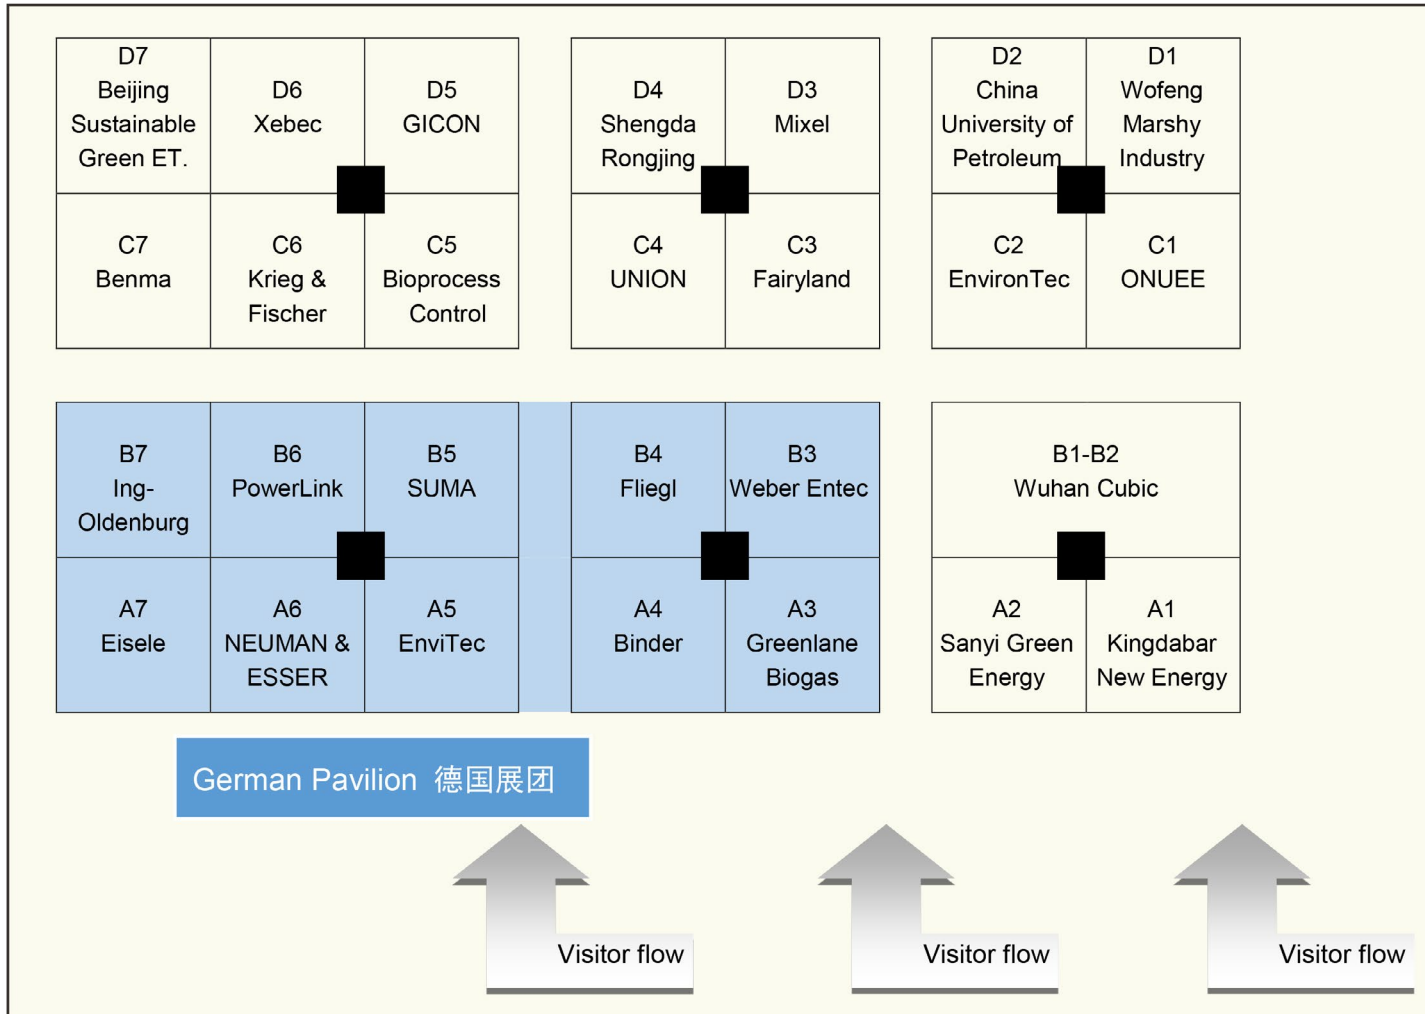 D7
Beijing
Sustainable
Green ET.
D6
Xebec
D5
GICON
D4
Shengda
Rongjing
D3
Mixel
D2
China
University of
Petroleum
D1
Wofeng
Marshy
Industry
C7
Benma
C6
Krieg &
Fischer
C5
Bioprocess
Control
C4
UNION
C3
Fairyland
C2
EnvironTec
C1
ONUEE
B7
Ing-
Oldenburg
B6
PowerLink
B5
SUMA
B4
Fliegl
B3
Weber Entec
B1-B2
Wuhan Cubic
A7
Eisele
A6
NEUMAN &
ESSER
A5
EnviTec
A4
Binder
A3
Greenlane
Biogas
A2
Sanyi Green
Energy
A1
Kingdabar
New Energy
German Pavilion 德国展团
Visitor flow
Visitor flow
Visitor flow